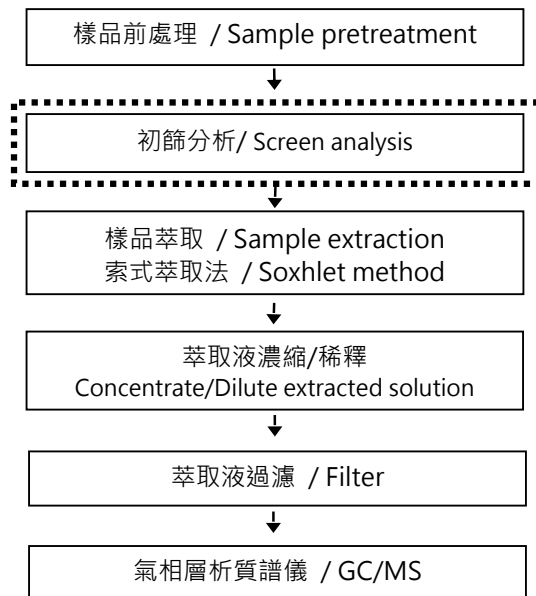 樣品前處理 / Sample pretreatment
初篩分析/ Screen analysis
樣品萃取 / Sample extraction
索式萃取法 / Soxhlet method
萃取液濃縮/稀釋
Concentrate/Dilute extracted solution
萃取液過濾 / Filter
氣相層析質譜儀 / GC/MS